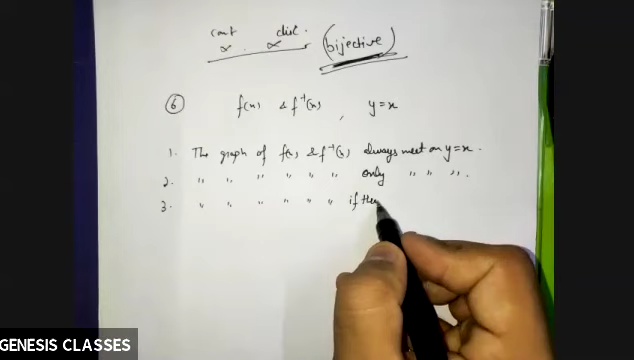 cont disc.
∝ . ∝ (bijective)
⑥ f(x) & f⁻¹(x) , y=x
1. The graph of f(x) & f⁻¹(x) always meet on y=x.
2. " " " " " " only " " ".
3. " " " " " " if the
GENESIS CLASSES